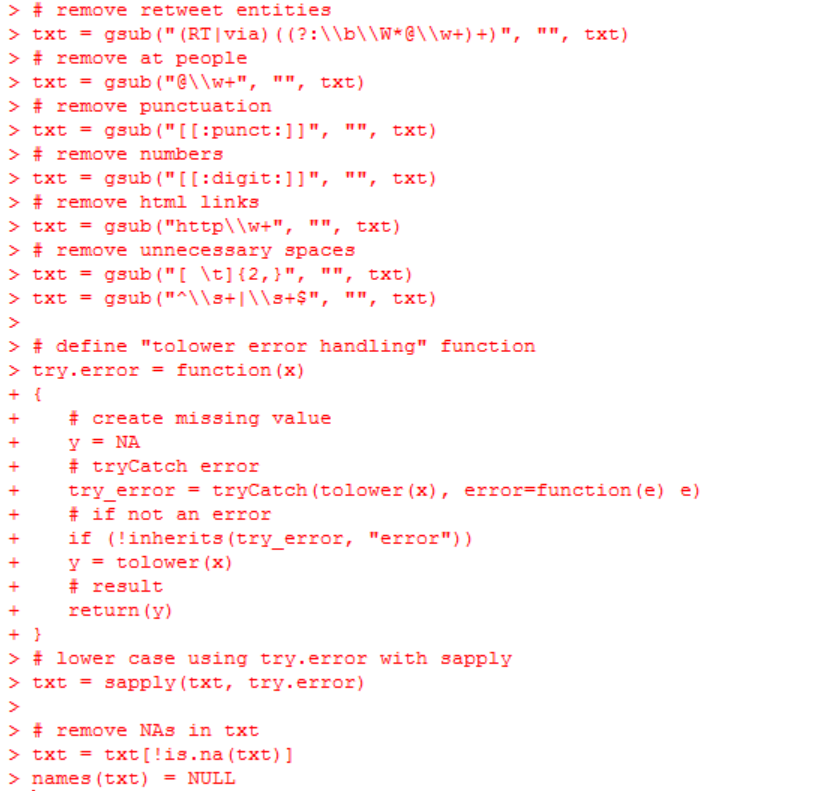 > # remove retweet entities
> txt = gsub("(RT|via)((?:\\b\\W*@\\w+)+)", "", txt)
> # remove at people
> txt = gsub("@\\w+", "", txt)
> # remove punctuation
> txt = gsub("[[:punct:]]", "", txt)
> # remove numbers
> txt = gsub("[[:digit:]]", "", txt)
> # remove html links
> txt = gsub("http\\w+", "", txt)
> # remove unnecessary spaces
> txt = gsub("[ \t]{2,}", "", txt)
> txt = gsub("^\\s+|\\s+$", "", txt)
>
> # define "tolower error handling" function
> try.error = function(x)
+ {
+    # create missing value
+    y = NA
+    # tryCatch error
+    try_error = tryCatch(tolower(x), error=function(e) e)
+    # if not an error
+    if (!inherits(try_error, "error"))
+    y = tolower(x)
+    # result
+    return(y)
+ }
> # lower case using try.error with sapply
> txt = sapply(txt, try.error)
>
> # remove NAs in txt
> txt = txt[!is.na(txt)]
> names(txt) = NULL